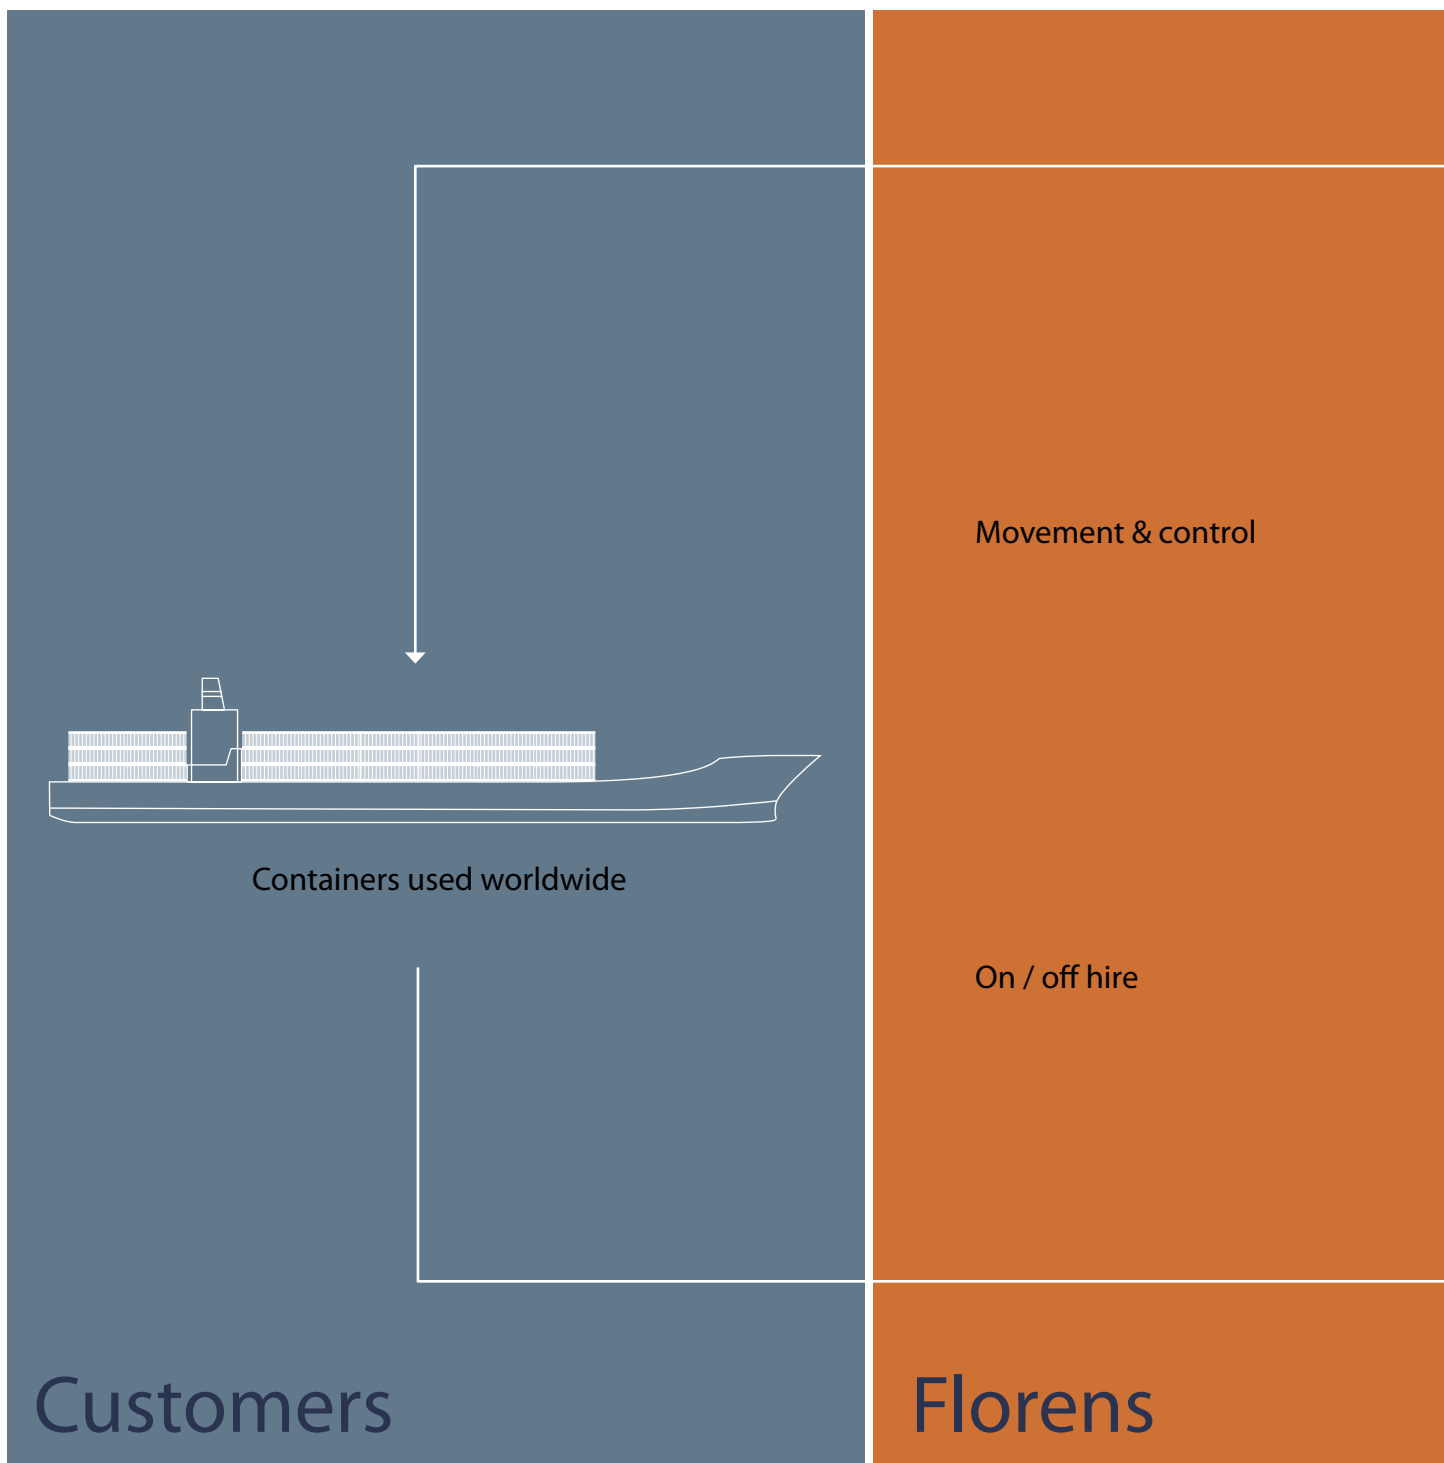 Movement & control
Containers used worldwide
On / off hire
Customers
Florens